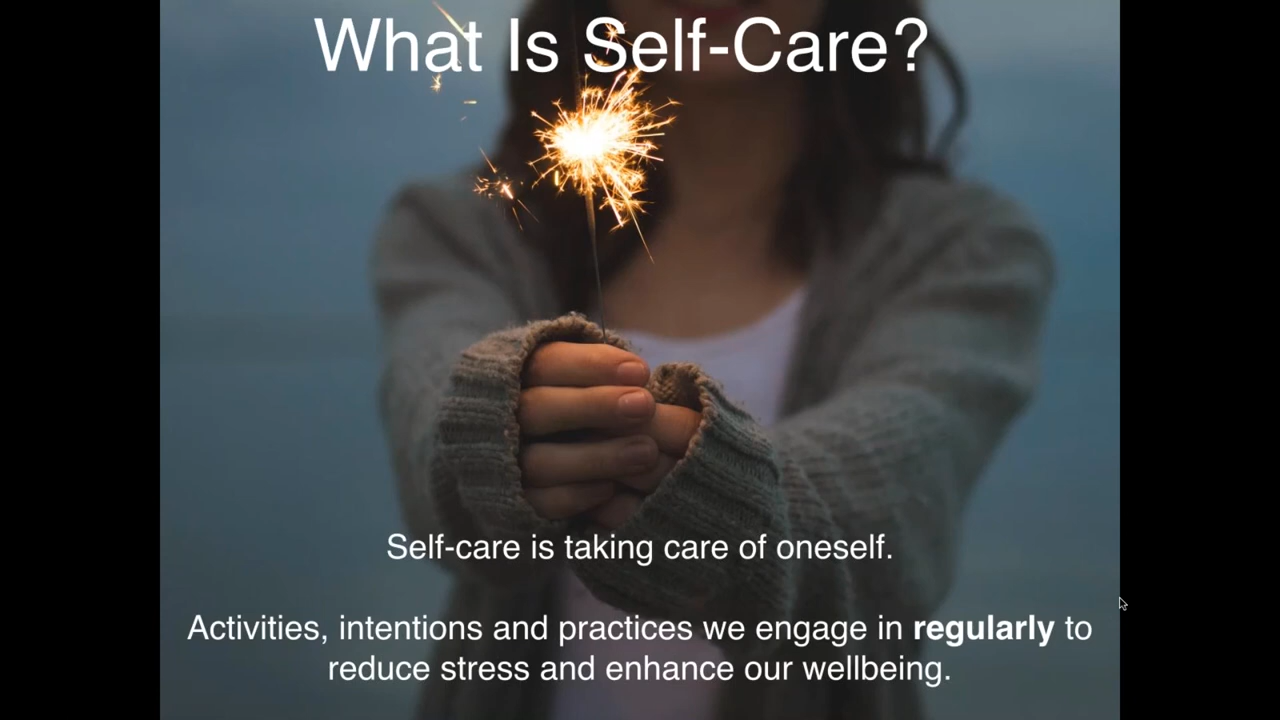 What Is Self-Care?
Self-care is taking care of oneself.
Activities, intentions and practices we engage in regularly to
reduce stress and enhance our wellbeing.